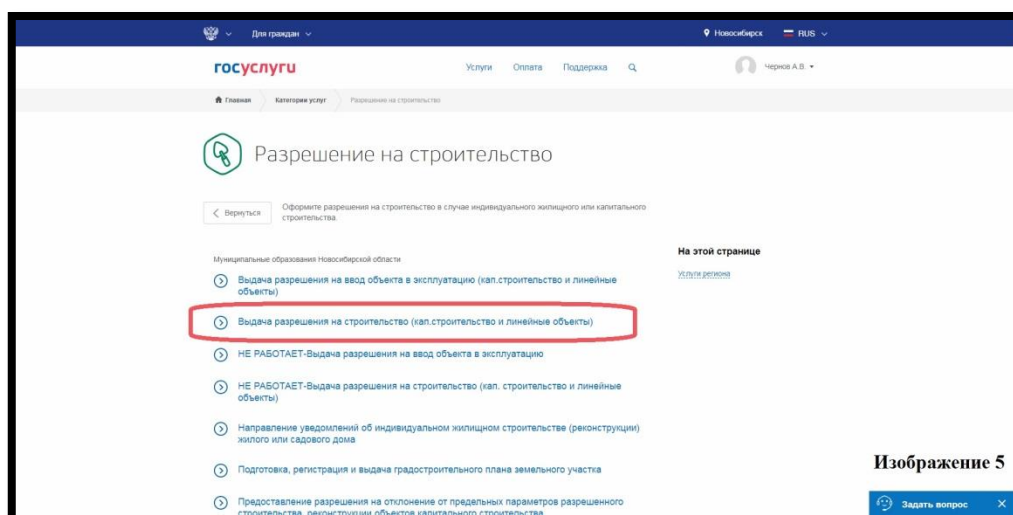 Для граждан
Новосибирск
RUS
госуслуги
Услуги
Оплата
Поддержка
Чернов А.В.
Главная
Категории услуг
Разрешение на строительство
Разрешение на строительство
Вернуться
Оформите разрешения на строительство в случае индивидуального жилищного или капитального
строительства.
Муниципальные образования Новосибирской области
Выдача разрешения на ввод объекта в эксплуатацию (кап.строительство и линейные
объекты)
Выдача разрешения на строительство (кап.строительство и линейные объекты)
НЕ РАБОТАЕТ-Выдача разрешения на ввод объекта в эксплуатацию
НЕ РАБОТАЕТ-Выдача разрешения на строительство (кап. строительство и линейные
объекты)
Направление уведомлений об индивидуальном жилищном строительстве (реконструкции)
жилого или садового дома
Подготовка, регистрация и выдача градостроительного плана земельного участка
Предоставление разрешения на отклонение от предельных параметров разрешенного
строительства, реконструкции объектов капитального строительства
На этой странице
Услуги региона
Изображение 5
Задать вопрос